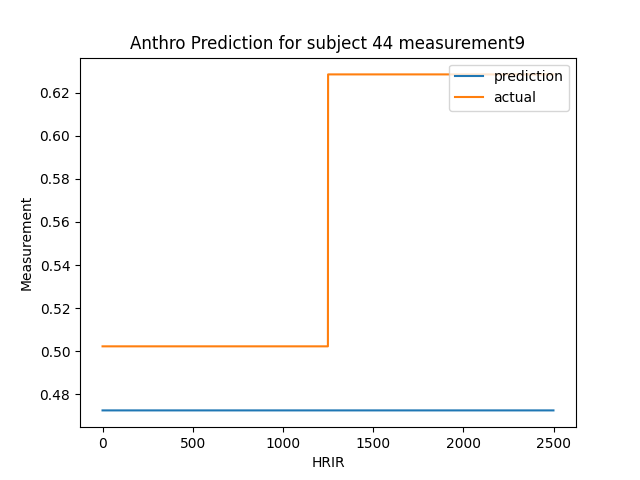 Anthro Prediction for subject 44 measurement9
prediction
actual
Measurement
0.62
0.60
0.58
0.56
0.54
0.52
0.50
0.48
0 500 1000 1500 2000 2500
HRIR